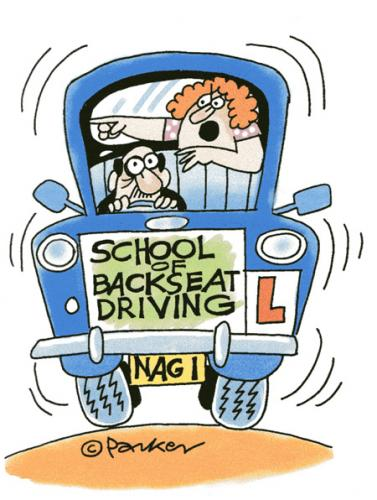 SCHOOL
OF
BACKSEAT
DRIVING
L
NAG 1
© Parker